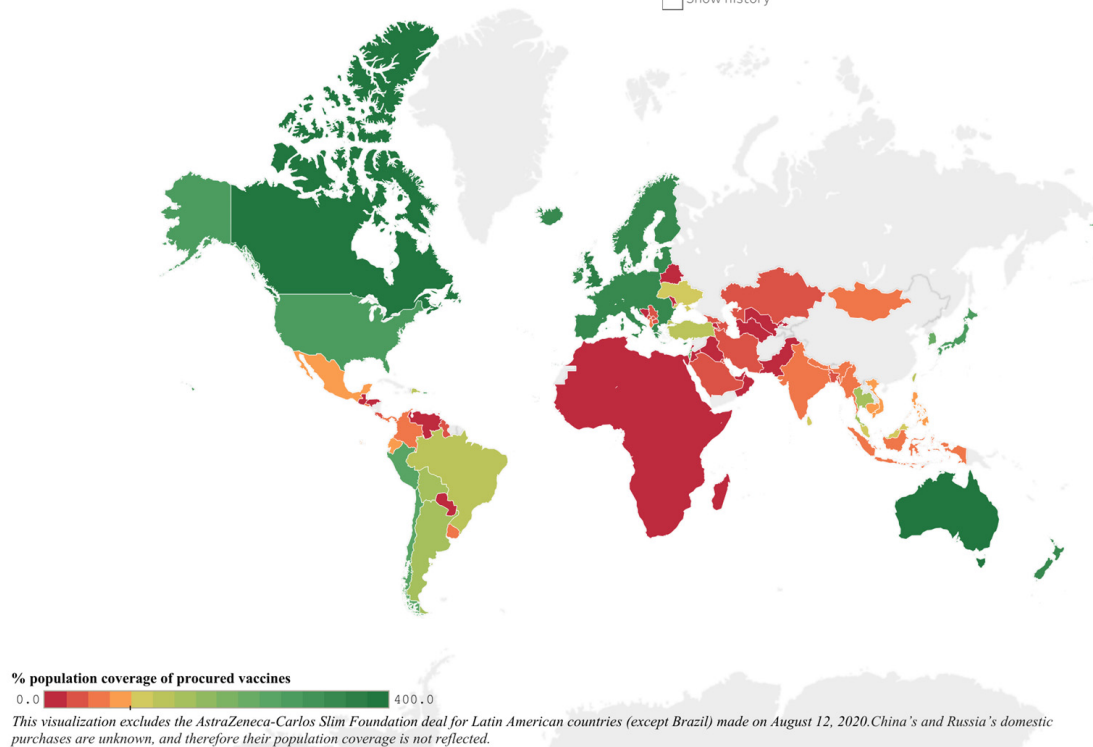 Show history
% population coverage of procured vaccines
0.0 400.0
This visualization excludes the AstraZeneca-Carlos Slim Foundation deal for Latin American countries (except Brazil) made on August 12, 2020.China's and Russia's domestic
purchases are unknown, and therefore their population coverage is not reflected.